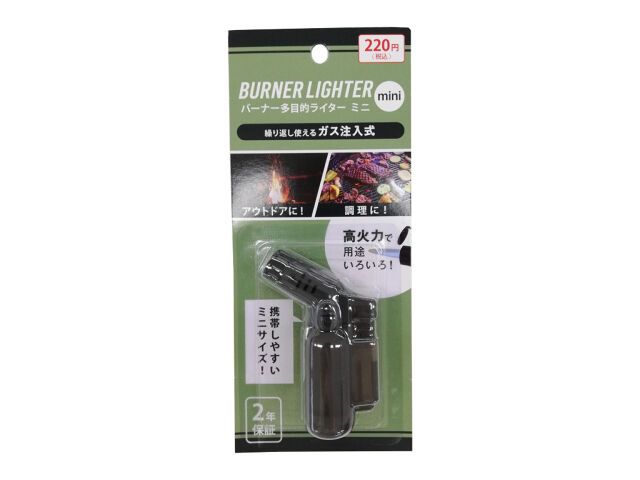 220円
(税込)
BURNER LIGHTER
mini
バーナー多目的ライター ミニ
繰り返し使えるガス注入式
アウトドアに!
調理に!
高火力で
用途
いろいろ!
携帯しやすい
ミニサイズ!
2年
保証